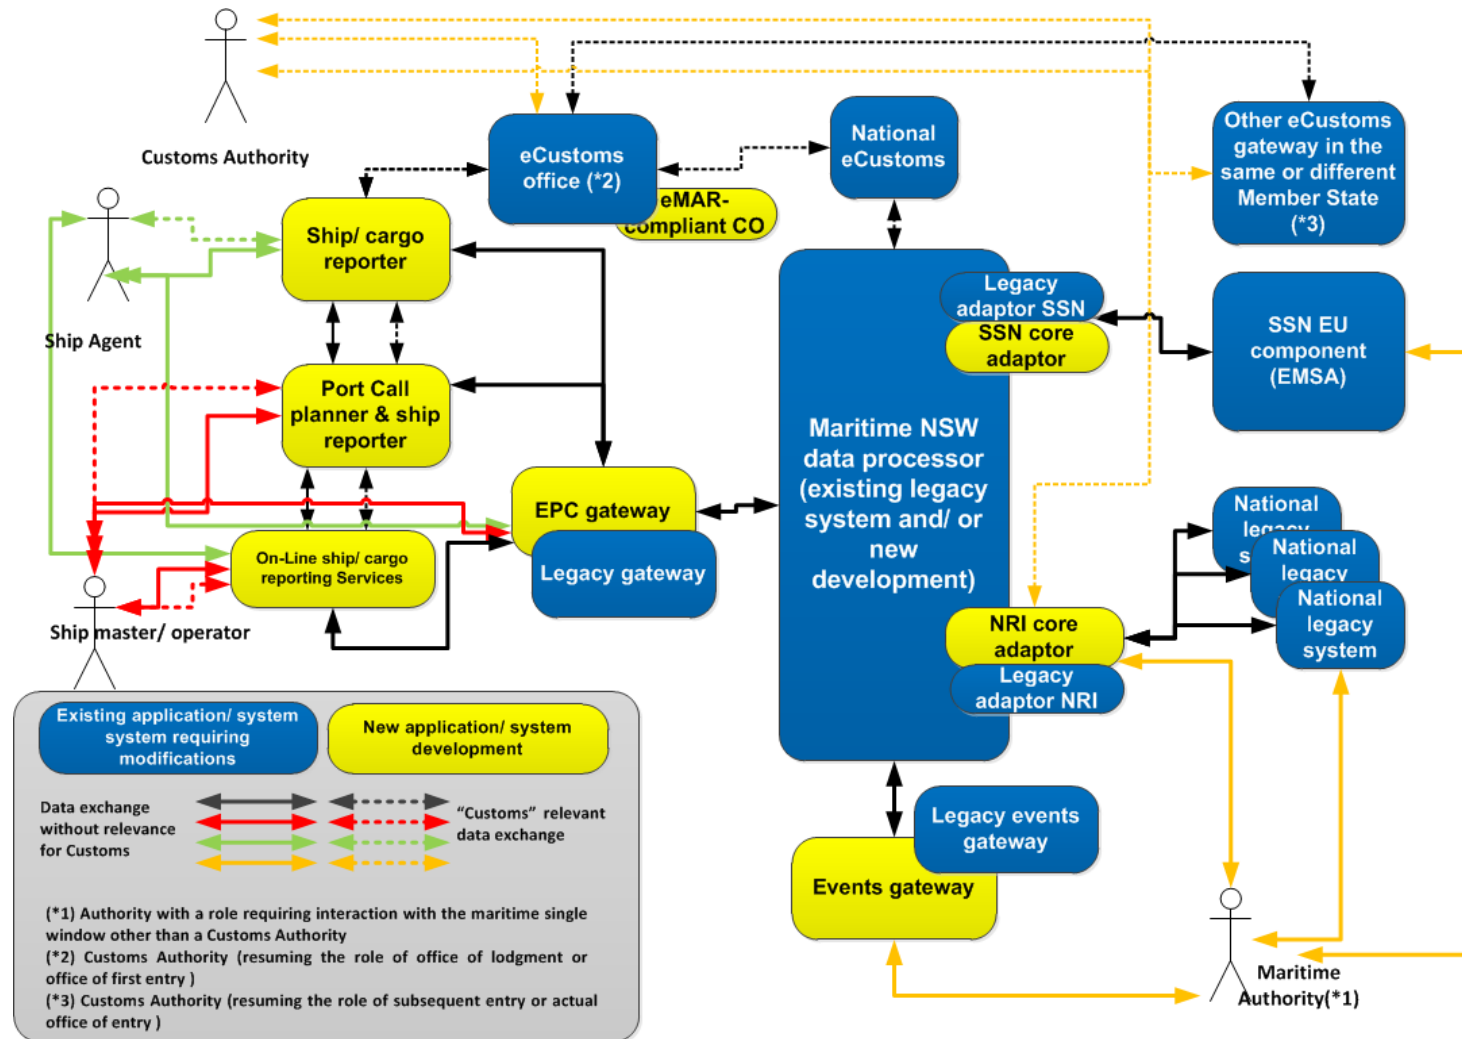 Customs Authority
eCustoms
office (*2)
eMAR-
compliant CO
National
eCustoms
Other eCustoms
gateway in the
same or different
Member State
(*3)
Ship Agent
Ship/ cargo
reporter
Port Call
planner & ship
reporter
On-Line ship/ cargo
reporting Services
EPC gateway
Legacy gateway
Ship master/ operator
Maritime NSW
data processor
(existing legacy
system and/ or
new
development)
Legacy
adaptor SSN
SSN core
adaptor
SSN EU
component
(EMSA)
NRI core
adaptor
Legacy
adaptor NRI
National
legacy
National
legacy
National
legacy
system
Legacy events
gateway
Events gateway
Maritime
Authority(*1)
Existing application/ system
system requiring
modifications
New application/ system
development
Data exchange
without relevance
for Customs
“Customs” relevant
data exchange
(*1) Authority with a role requiring interaction with the maritime single
window other than a Customs Authority
(*2) Customs Authority (resuming the role of office of lodgment or
office of first entry )
(*3) Customs Authority (resuming the role of subsequent entry or actual
office of entry )